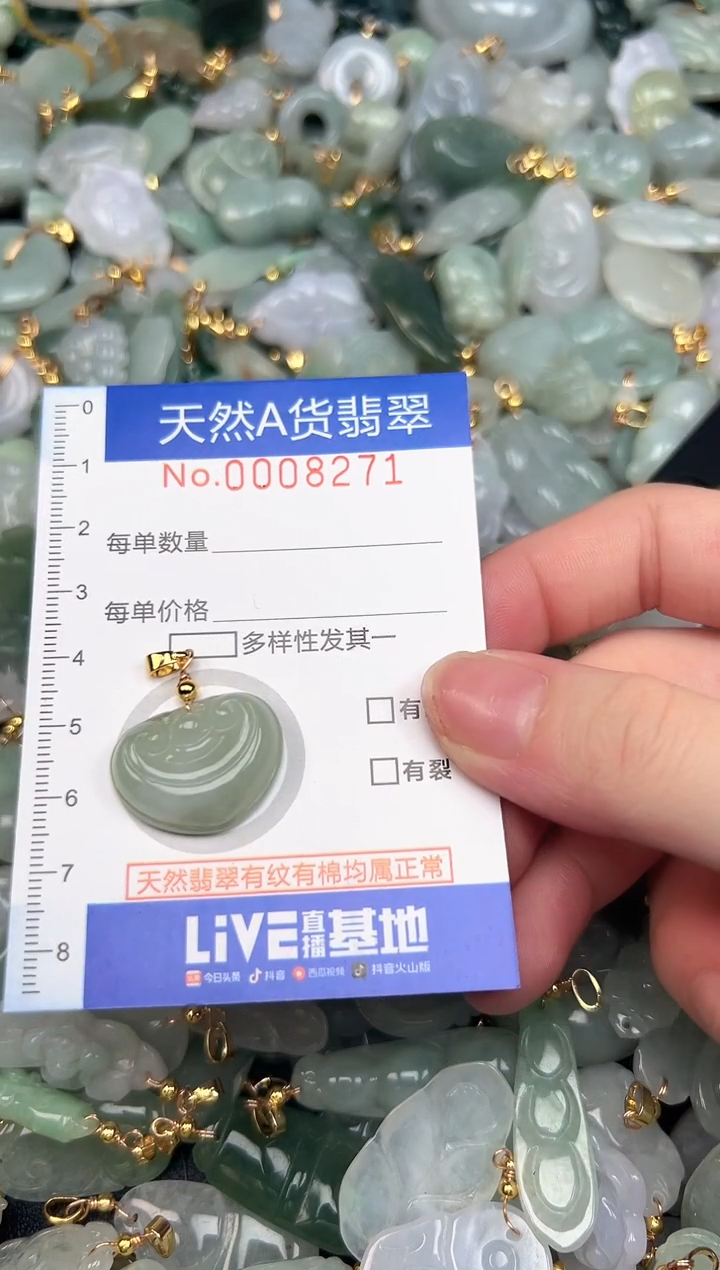 天然A货翡翠
No.0008271
每单数量
每单价格
多样性发其一
有
有裂
天然翡翠有纹有棉均属正常
LiVE直播基地
今日头条 抖音 西瓜视频 抖音火山版
0
1
2
3
4
5
6
7
8